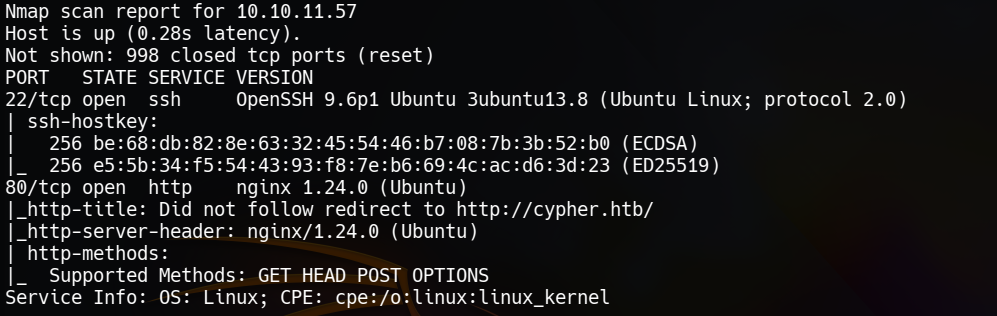 Nmap scan report for 10.10.11.57
Host is up (0.28s latency).
Not shown: 998 closed tcp ports (reset)
PORT   STATE SERVICE VERSION
22/tcp open  ssh     OpenSSH 9.6p1 Ubuntu 3ubuntu13.8 (Ubuntu Linux; protocol 2.0)
| ssh-hostkey:
|   256 be:68:db:82:8e:63:32:45:54:46:b7:08:7b:3b:52:b0 (ECDSA)
|_  256 e5:5b:34:f5:54:43:93:f8:7e:b6:69:4c:ac:d6:3d:23 (ED25519)
80/tcp open  http    nginx 1.24.0 (Ubuntu)
|_http-title: Did not follow redirect to http://cypher.htb/
|_http-server-header: nginx/1.24.0 (Ubuntu)
| http-methods:
|_  Supported Methods: GET HEAD POST OPTIONS
Service Info: OS: Linux; CPE: cpe:/o:linux:linux_kernel